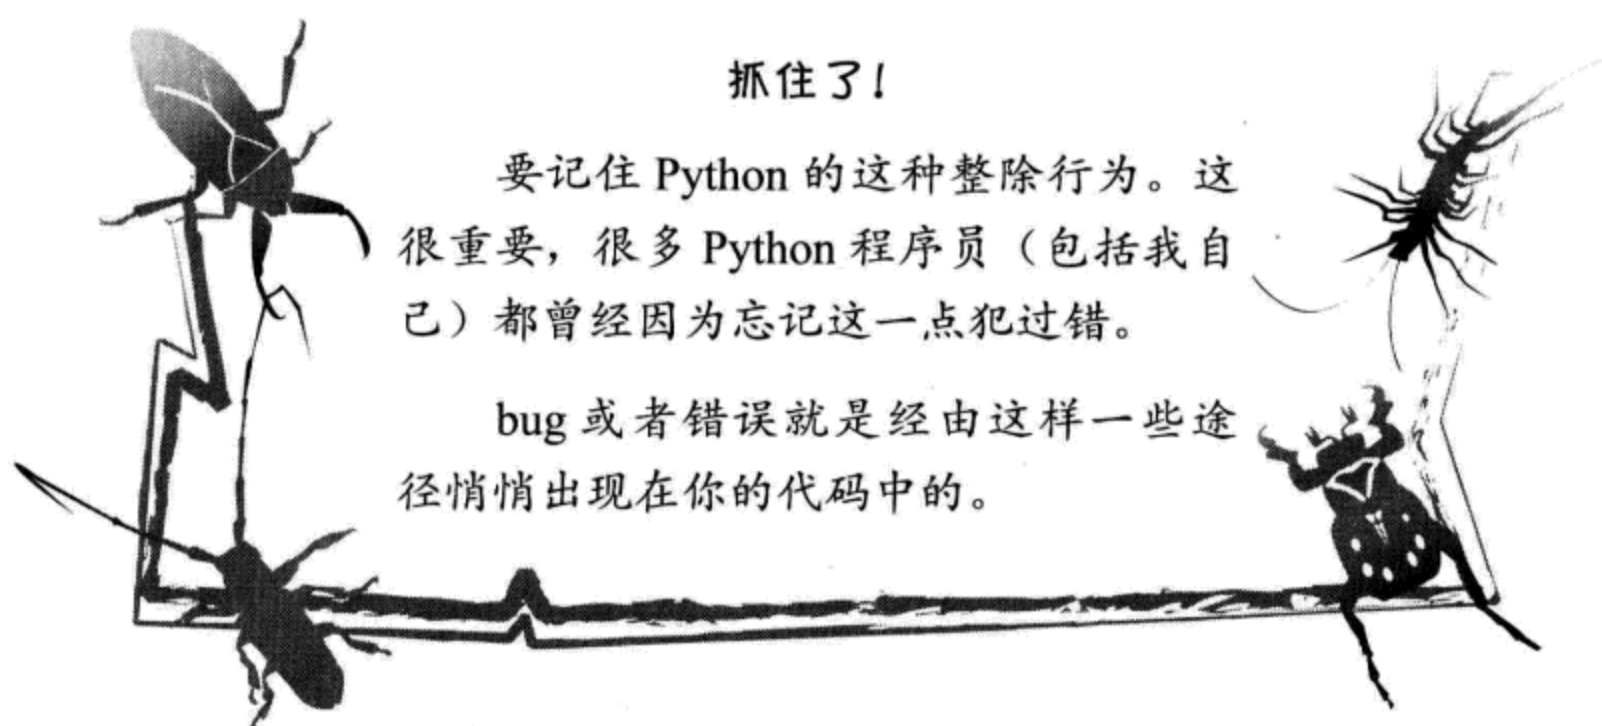 抓住了！
要记住 Python 的这种整除行为。这
很重要，很多 Python 程序员（包括我自
己）都曾经因为忘记这一点犯过错。
bug 或者错误就是经由这样一些途
径悄悄出现在你的代码中的。